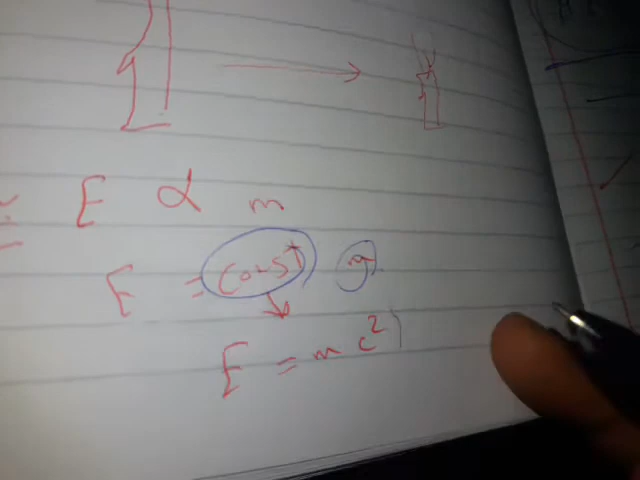 E α m
E = const m
E = mc²